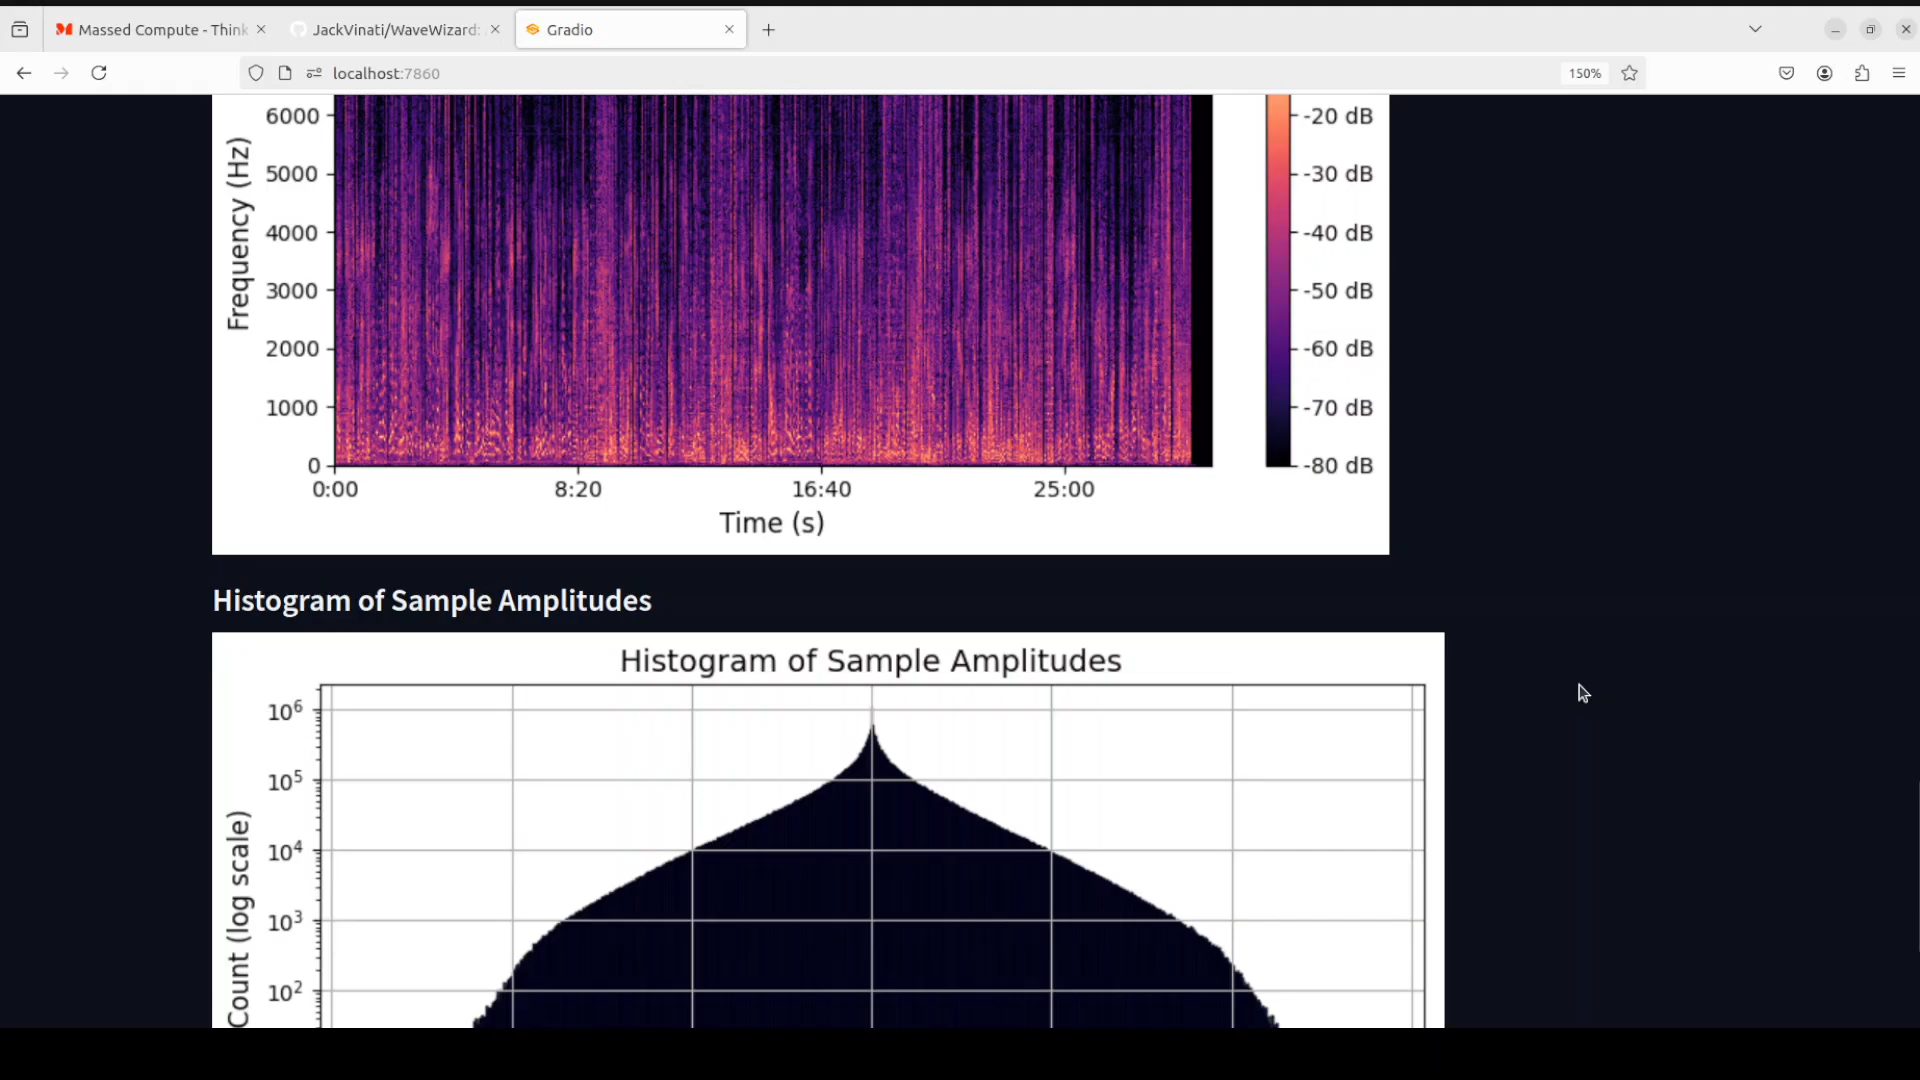 Massed Compute - Think
JackVinati/WaveWizard:
Gradio
localhost:7860
150%
6000
5000
4000
3000
2000
1000
0
Frequency (Hz)
0:00 8:20 16:40 25:00
Time (s)
-20 dB
-30 dB
-40 dB
-50 dB
-60 dB
-70 dB
-80 dB
Histogram of Sample Amplitudes
Histogram of Sample Amplitudes
10⁶
10⁵
10⁴
10³
10²
Count (log scale)